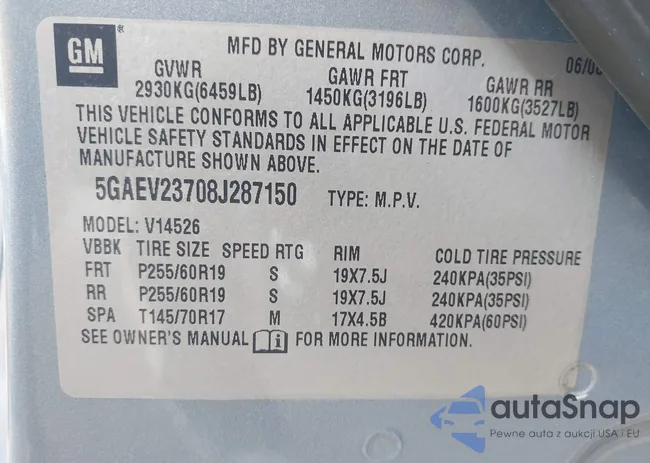 GM
MFD BY GENERAL MOTORS CORP.
06/08
GVWR GAWR FRT GAWR RR
2930KG(6459LB) 1450KG(3196LB) 1600KG(3527LB)
THIS VEHICLE CONFORMS TO ALL APPLICABLE U.S. FEDERAL MOTOR
VEHICLE SAFETY STANDARDS IN EFFECT ON THE DATE OF
MANUFACTURE SHOWN ABOVE.
5GAEV23708J287150 TYPE: M.P.V.
MODEL: V14526
VBBK TIRE SIZE SPEED RTG RIM COLD TIRE PRESSURE
FRT P255/60R19 S 19X7.5J 240KPA(35PSI)
RR P255/60R19 S 19X7.5J 240KPA(35PSI)
SPA T145/70R17 M 17X4.5B 420KPA(60PSI)
SEE OWNER'S MANUAL FOR MORE INFORMATION.
autaSnap
Pewne auta z aukcji USA i EU